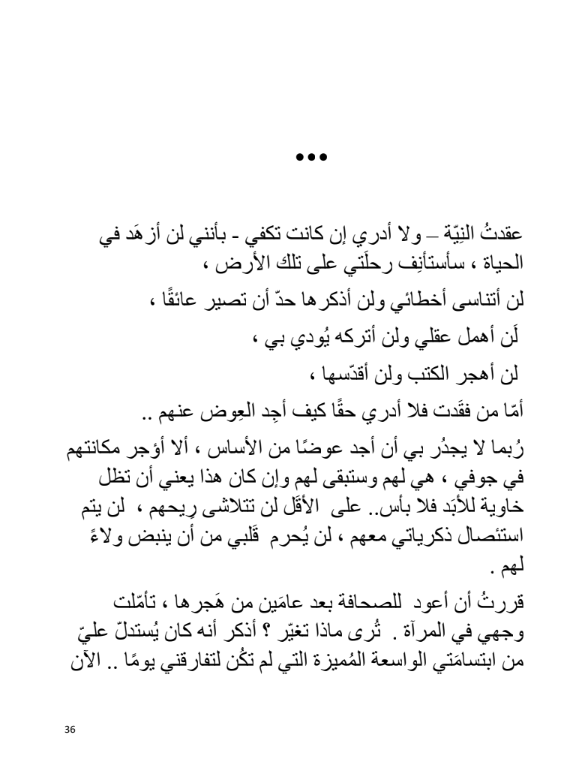 •••
عقدتُ النِيّة – ولا أدري إن كانت تكفي - بأنني لن أزهَد في
الحياة ، سأستأنِف رحلَتي على تلك الأرض ،
لن أتناسى أخطائي ولن أذكرها حدّ أن تصير عائقًا ،
لَن أهمل عقلي ولن أتركه يُودي بي ،
لن أهجر الكتب ولن أقدّسها ،
أمّا من فقَدت فلا أدري حقًا كيف أجِد العِوض عنهم ..
رُبما لا يجدُر بي أن أجد عوضًا من الأساس ، ألا أؤجر مكانتهم
في جوفي ، هي لهم وستبقى لهم وإن كان هذا يعني أن تظل
خاوية للأبَد فلا بأس.. على الأقَل لن تتلاشى رِيحهم ، لن يتم
استئصال ذكرياتي معهم ، لن يُحرم قَلبي من أن ينبض ولاءً
لهم .
قررتُ أن أعود للصحافة بعد عامَين من هَجرها ، تأمّلت
وجهي في المرآة . تُرى ماذا تغيّر ؟ أذكر أنه كان يُستدلّ عليّ
من ابتسامَتي الواسعة المُميزة التي لم تكُن لتفارقني يومًا .. الآن
36